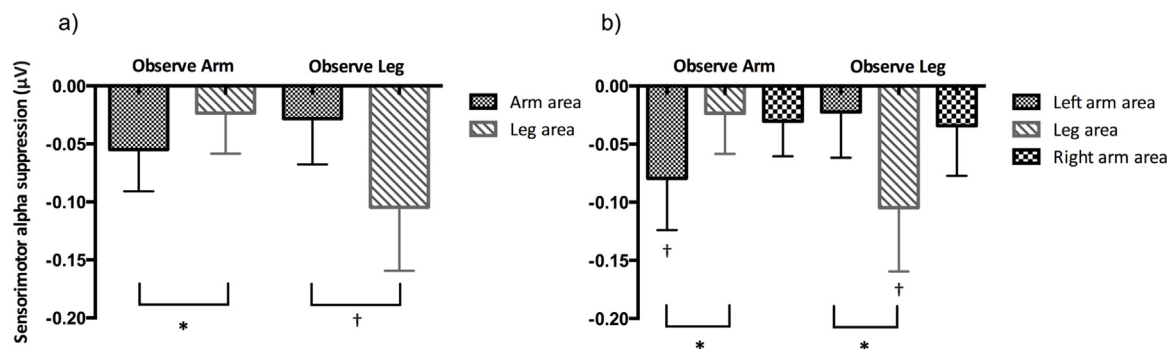 a)
Observe Arm Observe Leg
Sensorimotor alpha suppression (µV)
0.00
-0.05
-0.10
-0.15
-0.20
* †
Arm area
Leg area
b)
Observe Arm Observe Leg
0.00
-0.05
-0.10
-0.15
-0.20
†
†
* *
Left arm area
Leg area
Right arm area